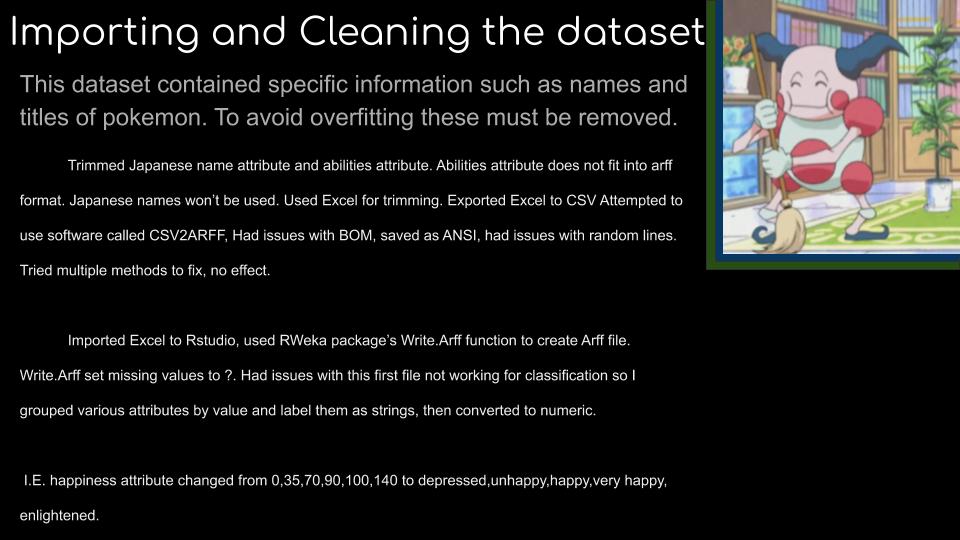 Importing and Cleaning the dataset
This dataset contained specific information such as names and
titles of pokemon. To avoid overfitting these must be removed.
Trimmed Japanese name attribute and abilities attribute. Abilities attribute does not fit into arff
format. Japanese names won’t be used. Used Excel for trimming. Exported Excel to CSV Attempted to
use software called CSV2ARFF, Had issues with BOM, saved as ANSI, had issues with random lines.
Tried multiple methods to fix, no effect.
Imported Excel to Rstudio, used RWeka package’s Write.Arff function to create Arff file.
Write.Arff set missing values to ?. Had issues with this first file not working for classification so I
grouped various attributes by value and label them as strings, then converted to numeric.
I.E. happiness attribute changed from 0,35,70,90,100,140 to depressed,unhappy,happy,very happy,
enlightened.